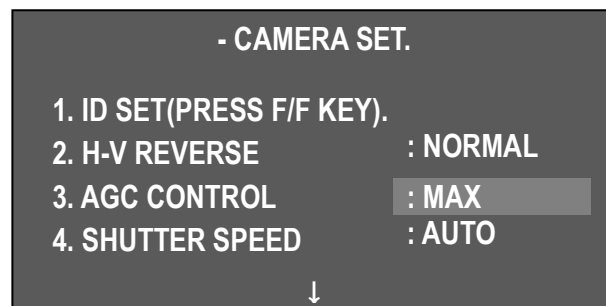 - CAMERA SET.
1. ID SET(PRESS F/F KEY).
2. H-V REVERSE : NORMAL
3. AGC CONTROL : MAX
4. SHUTTER SPEED : AUTO
↓